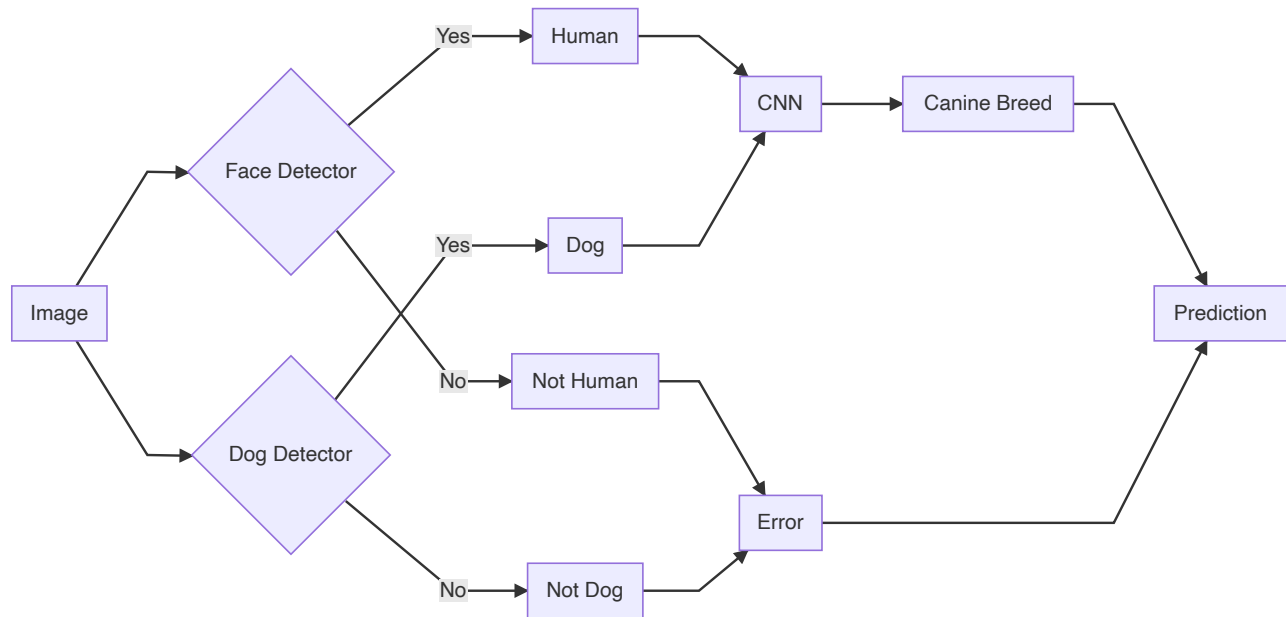 Image
Face Detector
Dog Detector
Yes
Yes
No
No
Human
Dog
Not Human
Not Dog
CNN
Error
Canine Breed
Prediction